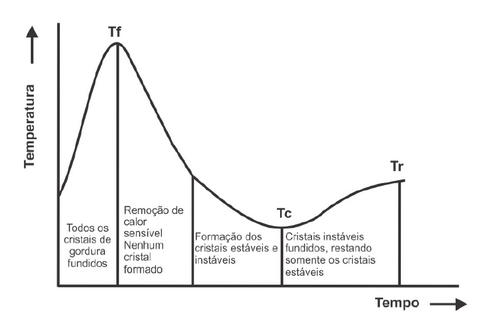 Tf
Temperatura
Tr
Tc
Todos os
cristais de
gordura
fundidos
Remoção de
calor
sensível
Nenhum
cristal
formado
Formação dos
cristais estáveis e
instáveis
Cristais instáveis
fundidos, restando
somente os cristais
estáveis
Tempo